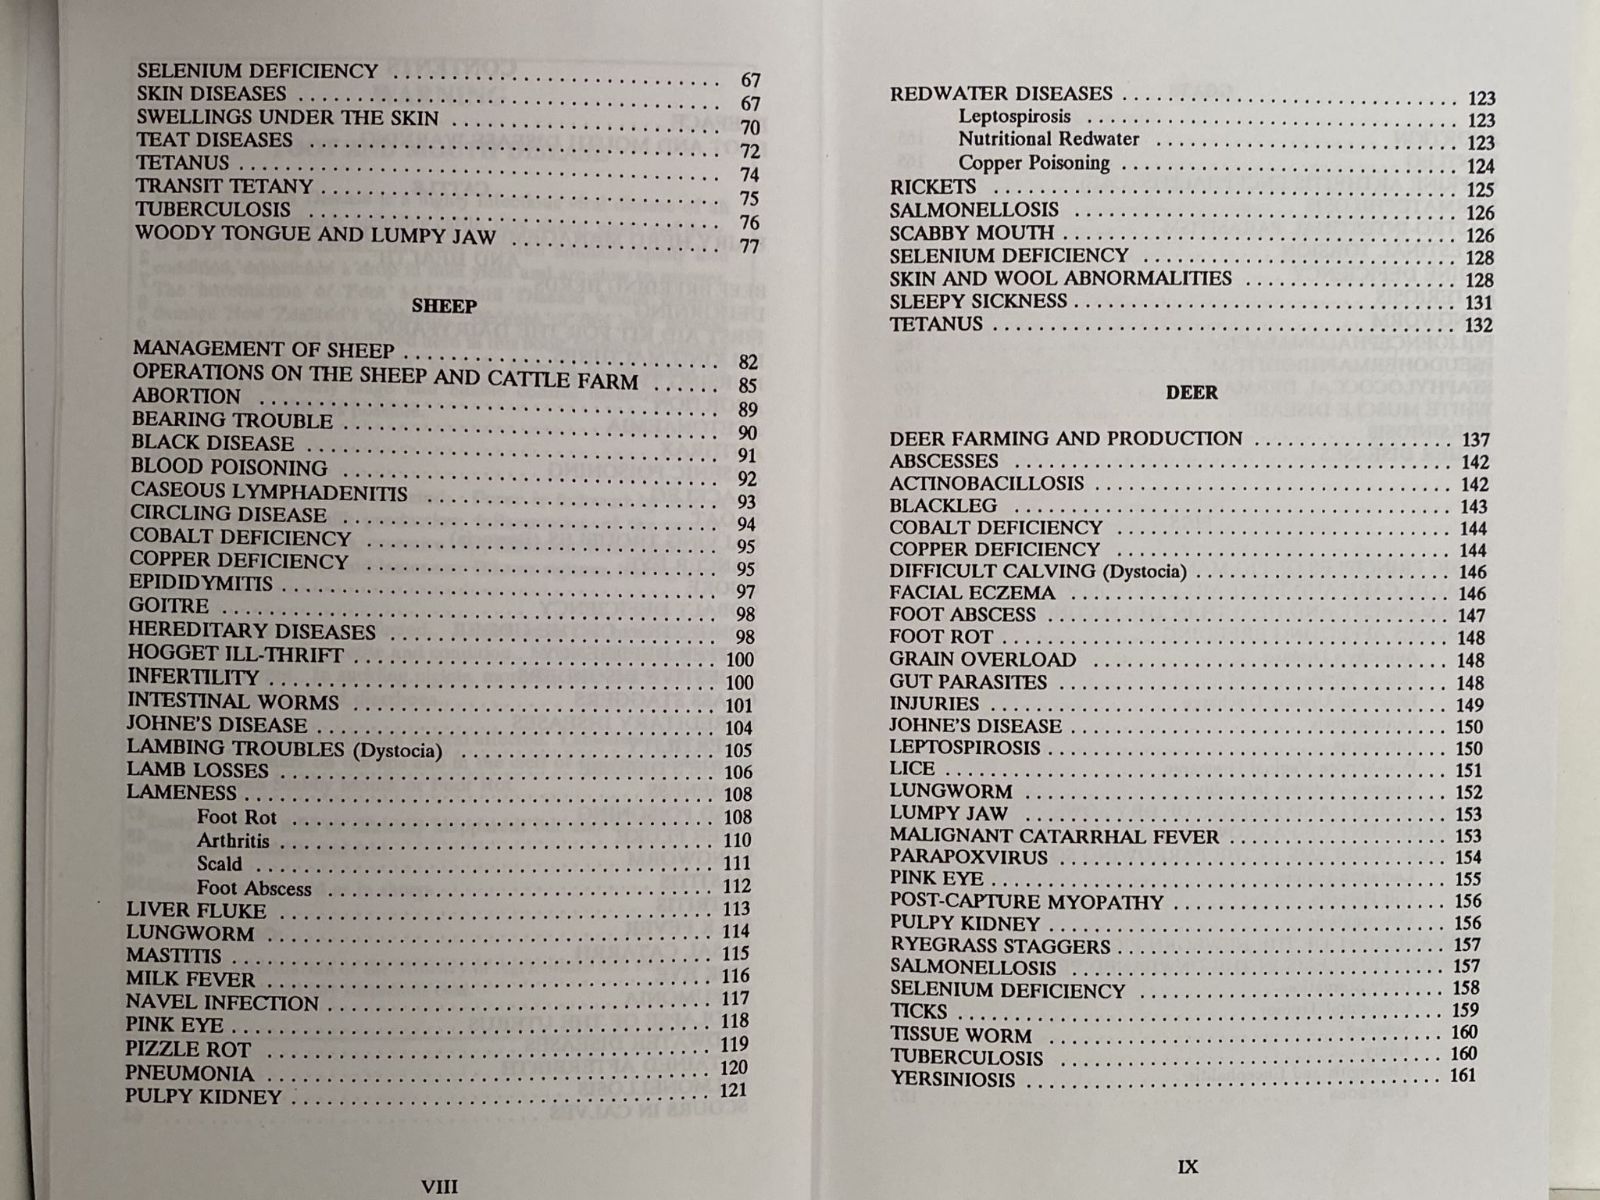 SELENIUM DEFICIENCY ........................ 67
SKIN DISEASES ........................ 67
SWELLINGS UNDER THE SKIN ........................ 70
TEAT DISEASES ........................ 72
TETANUS ........................ 74
TRANSIT TETANY ........................ 75
TUBERCULOSIS ........................ 76
WOODY TONGUE AND LUMPY JAW ........................ 77
SHEEP
MANAGEMENT OF SHEEP ........................ 82
OPERATIONS ON THE SHEEP AND CATTLE FARM ...... 85
ABORTION ........................ 89
BEARING TROUBLE ........................ 90
BLACK DISEASE ........................ 91
BLOOD POISONING ........................ 92
CASEOUS LYMPHADENITIS ........................ 93
CIRCLING DISEASE ........................ 94
COBALT DEFICIENCY ........................ 95
COPPER DEFICIENCY ........................ 95
EPIDIDYMITIS ........................ 97
GOITRE ........................ 98
HEREDITARY DISEASES ........................ 98
HOGGET ILL-THRIFT ........................ 100
INFERTILITY ........................ 100
INTESTINAL WORMS ........................ 101
JOHNE'S DISEASE ........................ 104
LAMBING TROUBLES (Dystocia) ........................ 105
LAMB LOSSES ........................ 106
LAMENESS ........................ 108
Foot Rot ........................ 108
Arthritis ........................ 110
Scald ........................ 111
Foot Abscess ........................ 112
LIVER FLUKE ........................ 113
LUNGWORM ........................ 114
MASTITIS ........................ 115
MILK FEVER ........................ 116
NAVEL INFECTION ........................ 117
PINK EYE ........................ 118
PIZZLE ROT ........................ 119
PNEUMONIA ........................ 120
PULPY KIDNEY ........................ 121
VIII
REDWATER DISEASES ........................ 123
Leptospirosis ........................ 123
Nutritional Redwater ........................ 123
Copper Poisoning ........................ 124
RICKETS ........................ 125
SALMONELLOSIS ........................ 126
SCABBY MOUTH ........................ 126
SELENIUM DEFICIENCY ........................ 128
SKIN AND WOOL ABNORMALITIES ........................ 128
SLEEPY SICKNESS ........................ 131
TETANUS ........................ 132
DEER
DEER FARMING AND PRODUCTION ........................ 137
ABSCESSES ........................ 142
ACTINOBACILLOSIS ........................ 142
BLACKLEG ........................ 143
COBALT DEFICIENCY ........................ 144
COPPER DEFICIENCY ........................ 144
DIFFICULT CALVING (Dystocia) ........................ 146
FACIAL ECZEMA ........................ 146
FOOT ABSCESS ........................ 147
FOOT ROT ........................ 148
GRAIN OVERLOAD ........................ 148
GUT PARASITES ........................ 148
INJURIES ........................ 149
JOHNE'S DISEASE ........................ 150
LEPTOSPIROSIS ........................ 150
LICE ........................ 151
LUNGWORM ........................ 152
LUMPY JAW ........................ 153
MALIGNANT CATARRHAL FEVER ........................ 153
PARAPOXVIRUS ........................ 154
PINK EYE ........................ 155
POST-CAPTURE MYOPATHY ........................ 156
PULPY KIDNEY ........................ 156
RYEGRASS STAGGERS ........................ 157
SALMONELLOSIS ........................ 157
SELENIUM DEFICIENCY ........................ 158
TICKS ........................ 159
TISSUE WORM ........................ 160
TUBERCULOSIS ........................ 160
YERSINIOSIS ........................ 161
IX